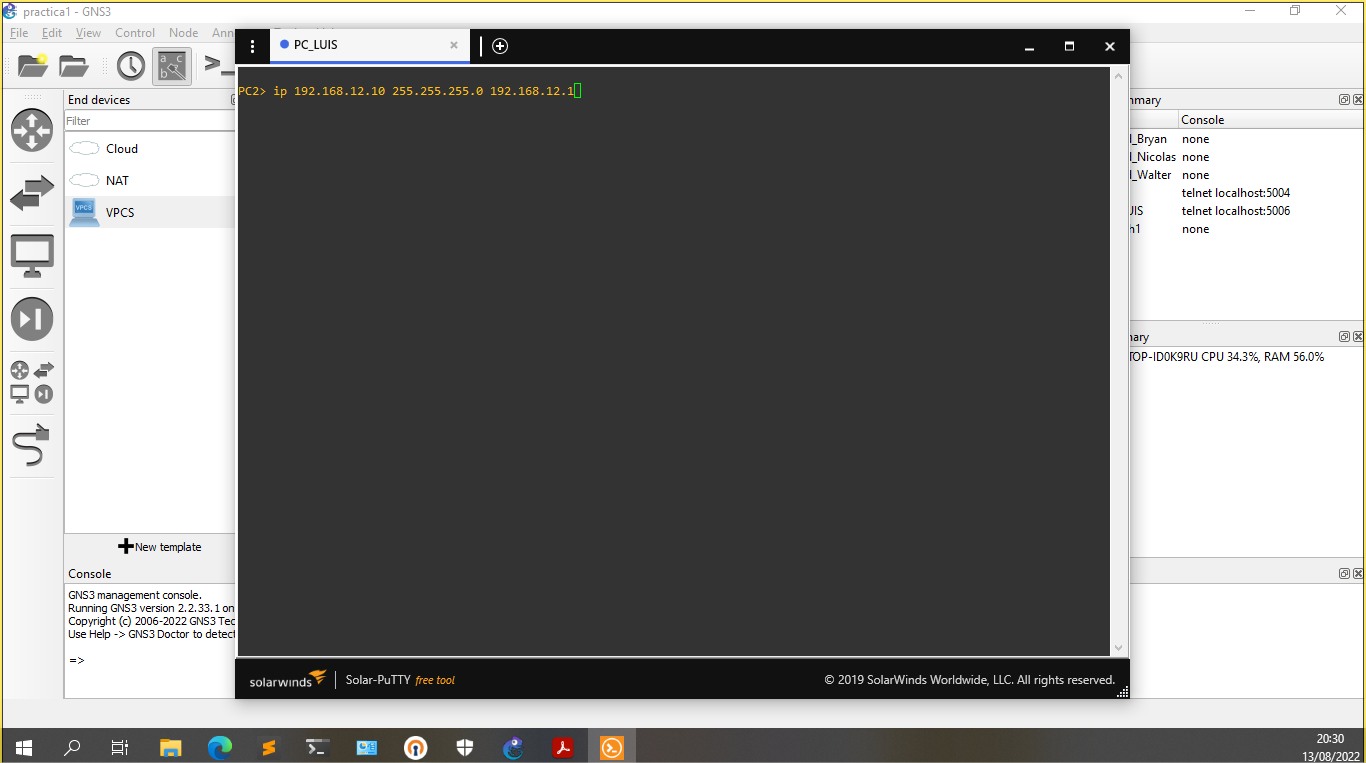 practica1 - GNS3
File Edit View Control Node Ann
PC_LUIS
PC2> ip 192.168.12.10 255.255.255.0 192.168.12.1
End devices
Filter
Cloud
NAT
VPCS
New template
Console
GNS3 management console.
Running GNS3 version 2.2.33.1 on
Copyright (c) 2006-2022 GNS3 Tec
Use Help -> GNS3 Doctor to detect
=>
solarwinds Solar-PuTTY free tool
© 2019 SolarWinds Worldwide, LLC. All rights reserved.
mmary
Console
l_Bryan none
l_Nicolas none
l_Walter none
telnet localhost:5004
UIS telnet localhost:5006
h1 none
mary
TOP-ID0K9RU CPU 34.3%, RAM 56.0%
20:30
13/08/2022